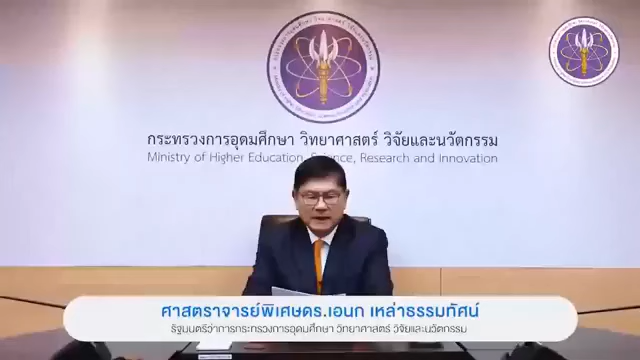 กระทรวงการอุดมศึกษา วิทยาศาสตร์ วิจัยและนวัตกรรม
Ministry of Higher Education, Science, Research and Innovation
ศาสตราจารย์พิเศษดร.เอนก เหล่าธรรมทัศน์
รัฐมนตรีว่าการกระทรวงการอุดมศึกษา วิทยาศาสตร์ วิจัยและนวัตกรรม